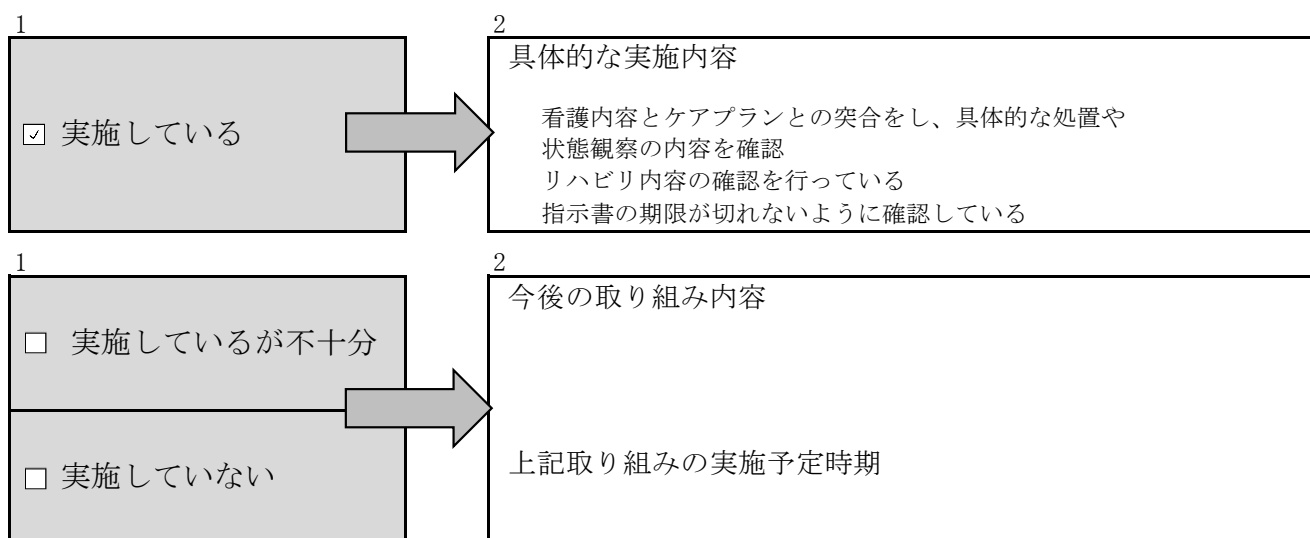 1
2
☑ 実施している
具体的な実施内容
看護内容とケアプランとの突合をし、具体的な処置や
状態観察の内容を確認
リハビリ内容の確認を行っている
指示書の期限が切れないように確認している
1
2
☐ 実施しているが不十分
☐ 実施していない
今後の取り組み内容
上記取り組みの実施予定時期